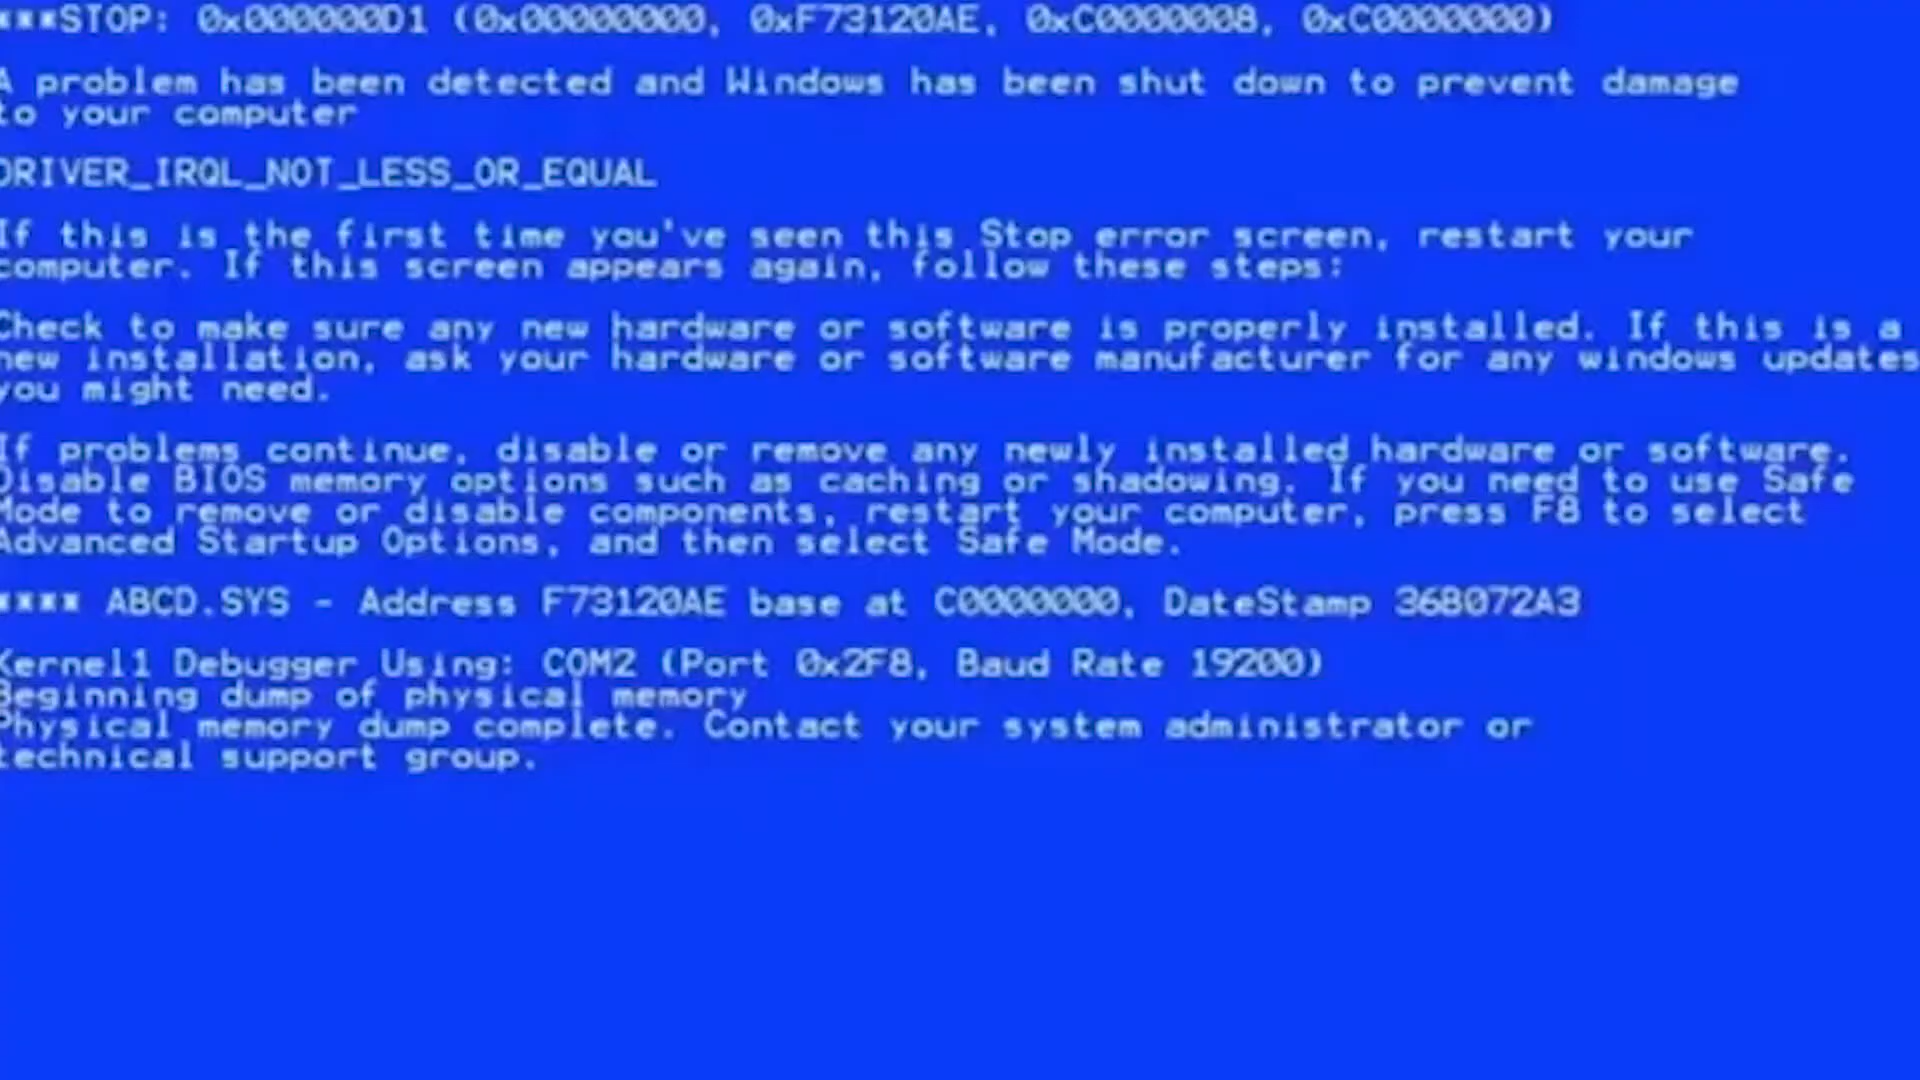 ***STOP: 0x000000D1 (0x00000000, 0xF73120AE, 0xC0000008, 0xC0000000)
A problem has been detected and Windows has been shut down to prevent damage
to your computer
DRIVER_IRQL_NOT_LESS_OR_EQUAL
If this is the first time you've seen this Stop error screen, restart your
computer. If this screen appears again, follow these steps:
Check to make sure any new hardware or software is properly installed. If this is a
new installation, ask your hardware or software manufacturer for any windows updates
you might need.
If problems continue, disable or remove any newly installed hardware or software.
Disable BIOS memory options such as caching or shadowing. If you need to use Safe
Mode to remove or disable components, restart your computer, press F8 to select
Advanced Startup Options, and then select Safe Mode.
**** ABCD.SYS - Address F73120AE base at C0000000, DateStamp 368072A3
Kernel1 Debugger Using: COM2 (Port 0x2F8, Baud Rate 19200)
Beginning dump of physical memory
Physical memory dump complete. Contact your system administrator or
technical support group.